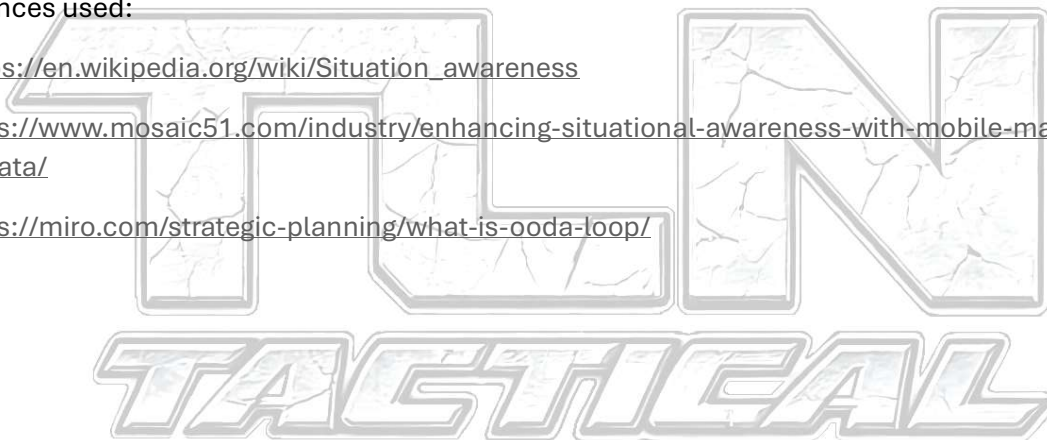 nces used:
s://en.wikipedia.org/wiki/Situation_awareness
s://www.mosaic51.com/industry/enhancing-situational-awareness-with-mobile-ma
ata/
s://miro.com/strategic-planning/what-is-ooda-loop/
TLN
TACTICAL